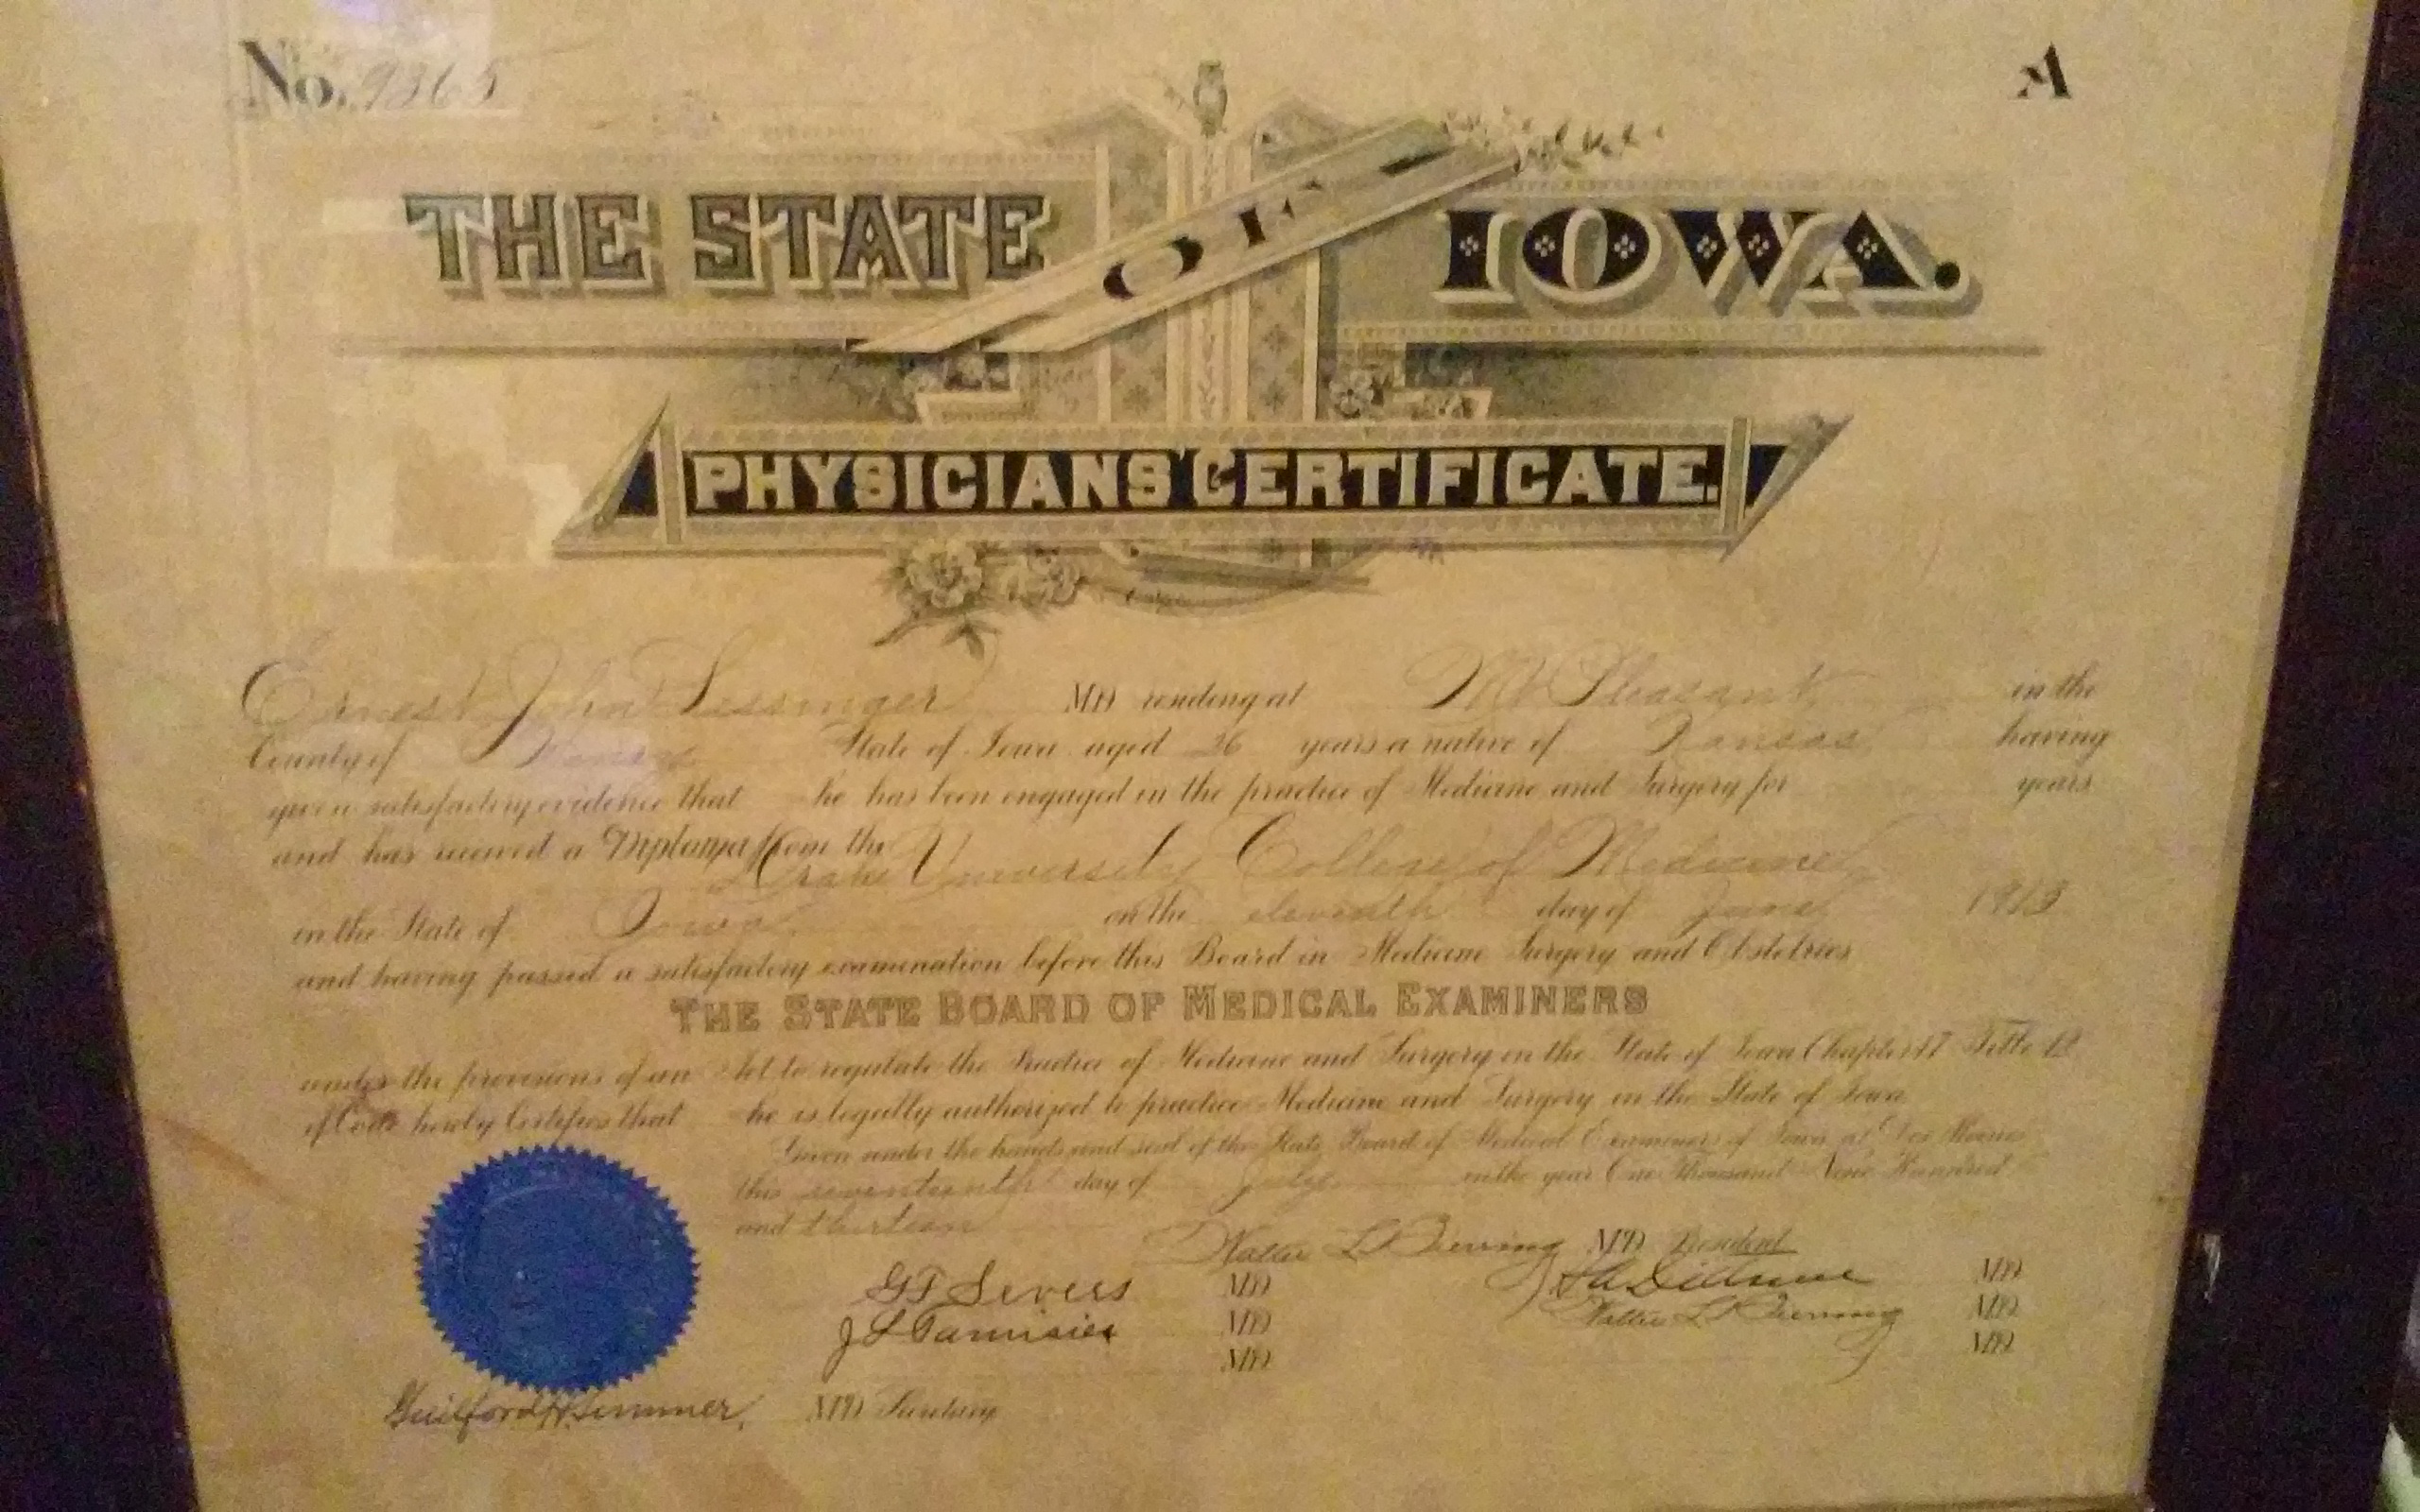 No. 9365
A
THE STATE OF IOWA.
PHYSICIANS' CERTIFICATE.
Ernest John Lessenger MD residing at Mt Pleasant in the
County of Henry State of Iowa aged 26 years a native of Kansas having
given satisfactory evidence that he has been engaged in the practice of Medicine and Surgery for years
and has received a Diploma from the Drake University College of Medicine
in the State of Iowa on the eleventh day of June 1913
and having passed a satisfactory examination before this Board in Medicine Surgery and Obstetrics
THE STATE BOARD OF MEDICAL EXAMINERS
under the provisions of an Act to regulate the Practice of Medicine and Surgery in the State of Iowa Chapter 17 Title 12
of Code hereby Certifies that he is legally authorized to practice Medicine and Surgery in the State of Iowa
Given under the hands and seal of the State Board of Medical Examiners of Iowa at Des Moines
this seventeenth day of July in the year One Thousand Nine Hundred
and thirteen
Walter L Bierring MD President
G F Severs MD MD
J S Tamisiea MD Walter L Bierring MD
MD MD
Guilford H Sumner, MD Secretary